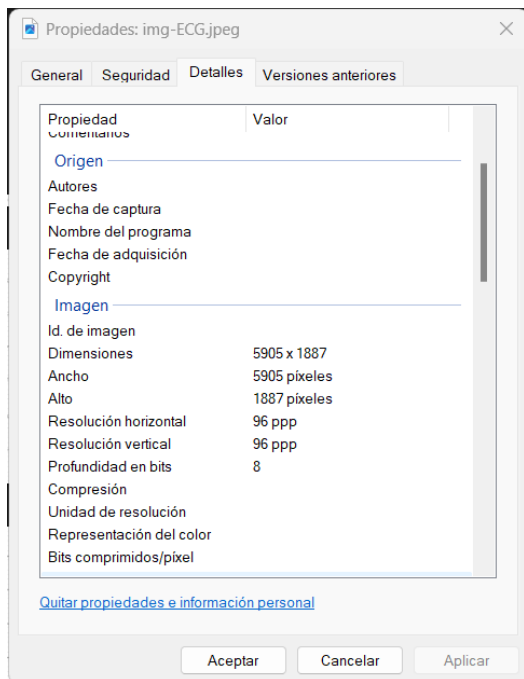 Propiedades: img-ECG.jpeg
General Seguridad Detalles Versiones anteriores
Propiedad Valor
Comentarios
Origen
Autores
Fecha de captura
Nombre del programa
Fecha de adquisición
Copyright
Imagen
Id. de imagen
Dimensiones 5905 x 1887
Ancho 5905 píxeles
Alto 1887 píxeles
Resolución horizontal 96 ppp
Resolución vertical 96 ppp
Profundidad en bits 8
Compresión
Unidad de resolución
Representación del color
Bits comprimidos/píxel
Quitar propiedades e información personal
Aceptar Cancelar Aplicar